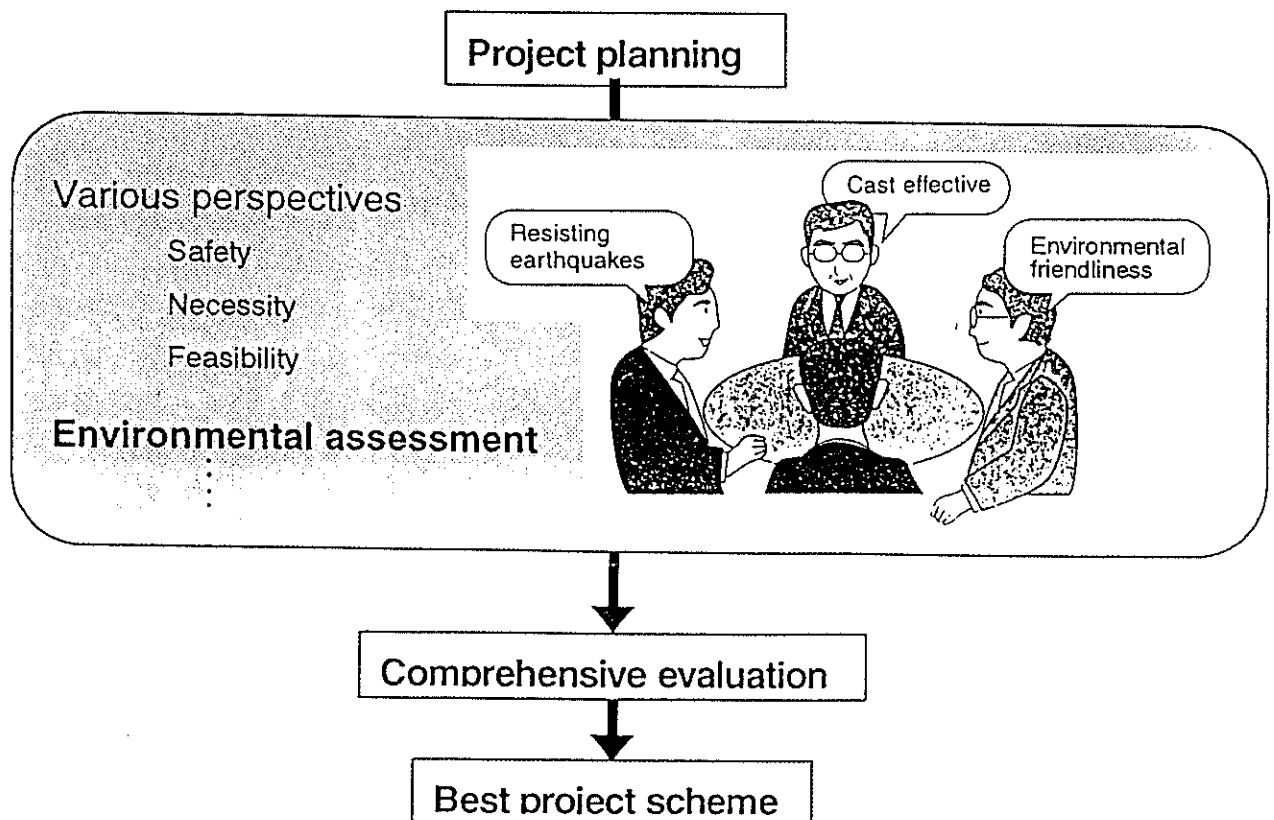 Project planning
Various perspectives
Safety
Necessity
Feasibility
Environmental assessment
Resisting
earthquakes
Cast effective
Environmental
friendliness
Comprehensive evaluation
Best project scheme